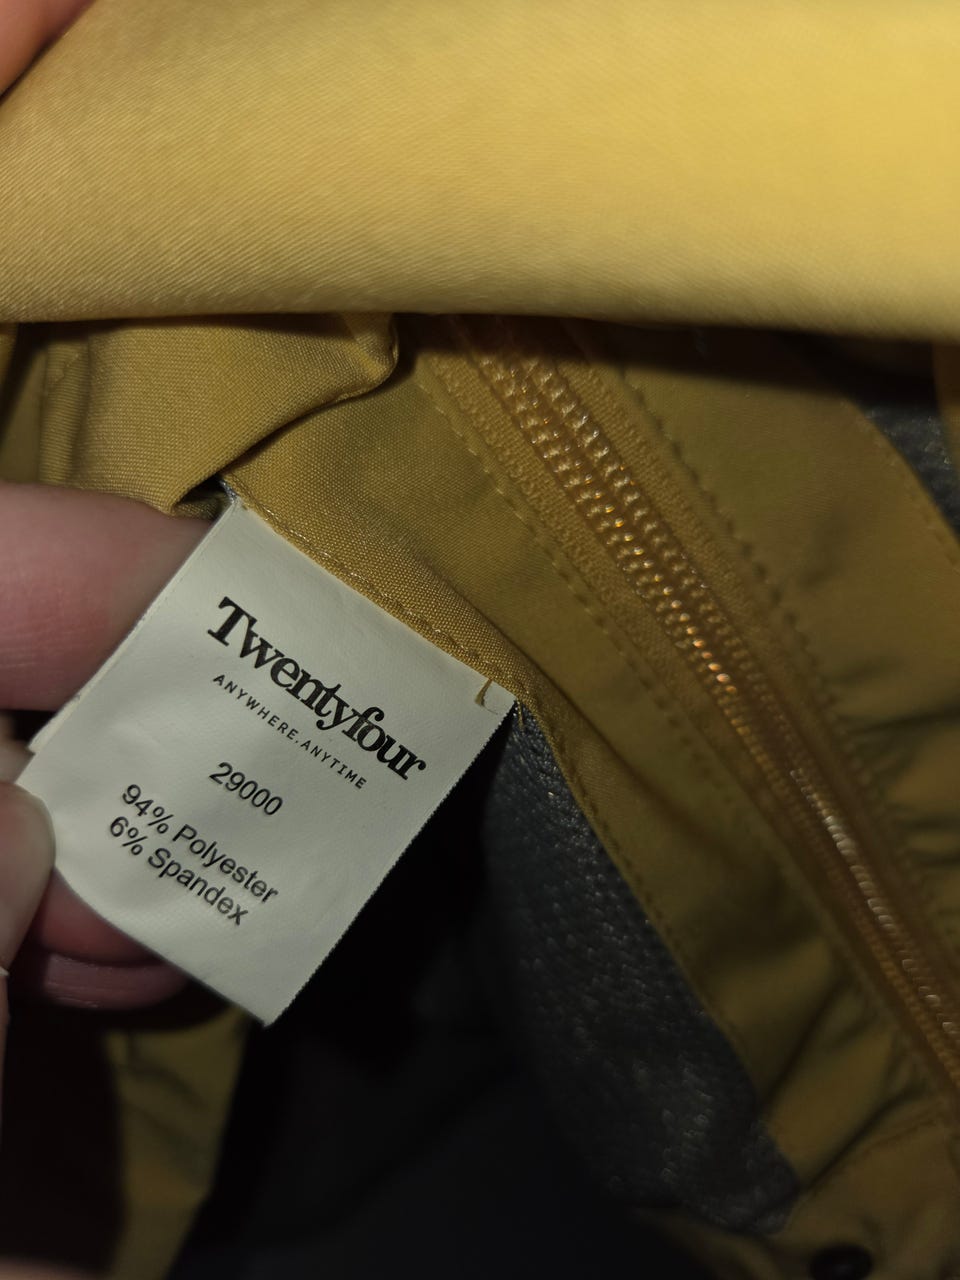 Twentyfour
ANYWHERE.ANYTIME
29000
94% Polyester
6% Spandex